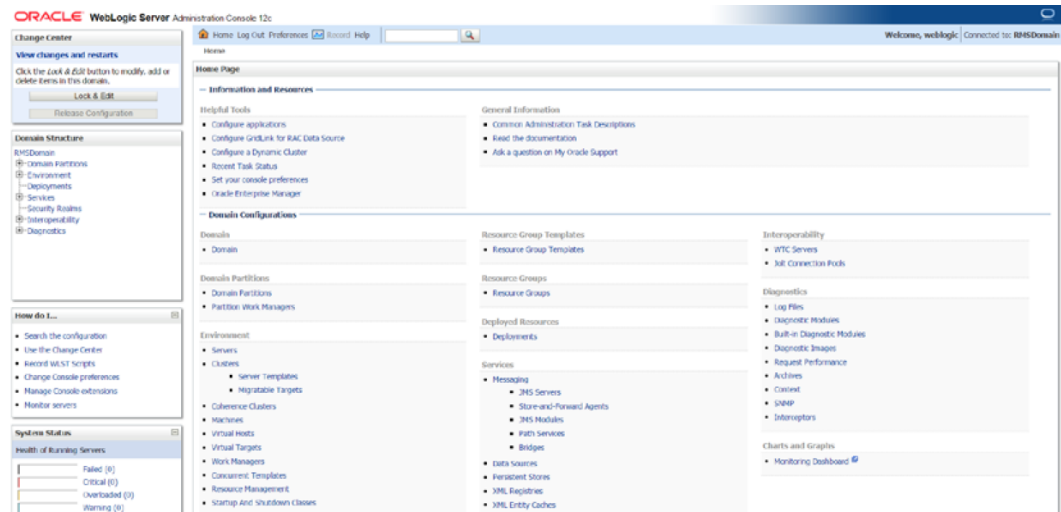 ORACLE WebLogic Server Administration Console 12c
Change Center
View changes and restarts
Click the Lock & Edit button to modify, add or
delete items in this domain.
Lock & Edit
Release Configuration
Domain Structure
RMSDomain
Domain Partitions
Environment
Deployments
Services
Security Realms
Interoperability
Diagnostics
How do I...
Search the configuration
Use the Change Center
Record WLST Scripts
Change Console preferences
Manage Console extensions
Monitor servers
System Status
Health of Running Servers
Failed (0)
Critical (0)
Overloaded (0)
Warning (0)
Home Log Out Preferences Record Help
Welcome, weblogic Connected to: RMSDomain
Home
Home Page
Information and Resources
Helpful Tools
Configure applications
Configure GridLink for RAC Data Source
Configure a Dynamic Cluster
Recent Task Status
Set your console preferences
Oracle Enterprise Manager
General Information
Common Administration Task Descriptions
Read the documentation
Ask a question on My Oracle Support
Domain Configurations
Domain
Domain
Domain Partitions
Domain Partitions
Partition Work Managers
Environment
Servers
Clusters
Server Templates
Migratable Targets
Coherence Clusters
Machines
Virtual Hosts
Virtual Targets
Work Managers
Concurrent Templates
Resource Management
Startup And Shutdown Classes
Resource Group Templates
Resource Group Templates
Resource Groups
Resource Groups
Deployed Resources
Deployments
Services
Messaging
JMS Servers
Store-and-Forward Agents
JMS Modules
Path Services
Bridges
Data Sources
Persistent Stores
XML Registries
XML Entity Caches
Interoperability
WTC Servers
Jolt Connection Pools
Diagnostics
Log Files
Diagnostic Modules
Built-in Diagnostic Modules
Diagnostic Images
Request Performance
Archives
Context
SNMP
Interceptors
Charts and Graphs
Monitoring Dashboard